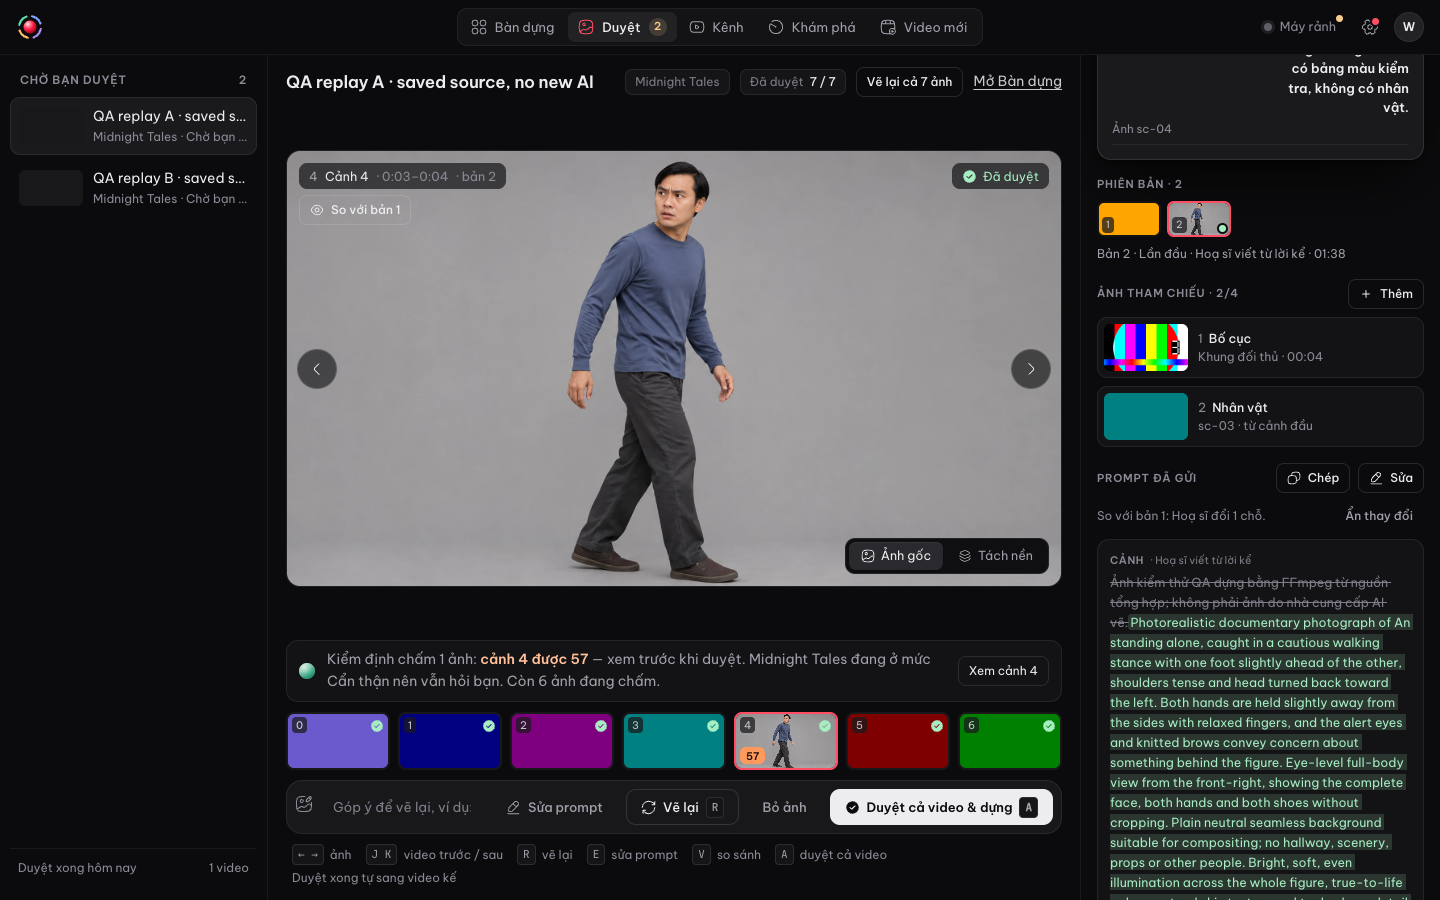 Bàn dựng
Duyệt 2
Kênh
Khám phá
Video mới
Máy rảnh
W
CHỜ BẠN DUYỆT 2
QA replay A · saved s...
Midnight Tales · Chờ bạn ...
QA replay B · saved s...
Midnight Tales · Chờ bạn ...
Duyệt xong hôm nay 1 video
QA replay A · saved source, no new AI
Midnight Tales
Đã duyệt 7 / 7
Vẽ lại cả 7 ảnh
Mở Bàn dựng
4 Cảnh 4 · 0:03–0:04 · bản 2
So với bản 1
Đã duyệt
Ảnh gốc
Tách nền
Kiểm định chấm 1 ảnh: cảnh 4 được 57 — xem trước khi duyệt. Midnight Tales đang ở mức
Cẩn thận nên vẫn hỏi bạn. Còn 6 ảnh đang chấm.
Xem cảnh 4
0
1
2
3
4
57
5
6
Góp ý để vẽ lại, ví dụ:
Sửa prompt
Vẽ lại R
Bỏ ảnh
Duyệt cả video & dựng A
← → ảnh J K video trước / sau R vẽ lại E sửa prompt V so sánh A duyệt cả video
Duyệt xong tự sang video kế
có bảng màu kiểm
tra, không có nhân
vật.
Ảnh sc-04
PHIÊN BẢN · 2
1
2
Bản 2 · Lần đầu · Hoạ sĩ viết từ lời kể · 01:38
ẢNH THAM CHIẾU · 2/4
Thêm
1 Bố cục
Khung đối thủ · 00:04
2 Nhân vật
sc-03 · từ cảnh đầu
PROMPT ĐÃ GỬI
Chép
Sửa
So với bản 1: Hoạ sĩ đổi 1 chỗ.
Ẩn thay đổi
CẢNH · Hoạ sĩ viết từ lời kể
Ảnh kiểm thử QA dựng bằng FFmpeg từ nguồn
tổng hợp; không phải ảnh do nhà cung cấp AI
vẽ. Photorealistic documentary photograph of An
standing alone, caught in a cautious walking
stance with one foot slightly ahead of the other,
shoulders tense and head turned back toward
the left. Both hands are held slightly away from
the sides with relaxed fingers, and the alert eyes
and knitted brows convey concern about
something behind the figure. Eye-level full-body
view from the front-right, showing the complete
face, both hands and both shoes without
cropping. Plain neutral seamless background
suitable for compositing; no hallway, scenery,
props or other people. Bright, soft, even
illumination across the whole figure, true-to-life